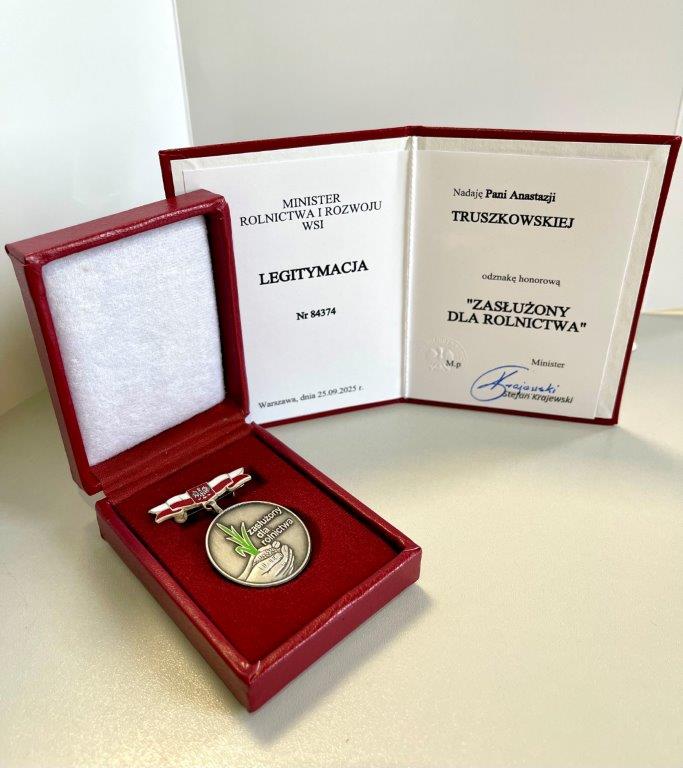 MINISTER
ROLNICTWA I ROZWOJU
WSI
LEGITYMACJA
Nr 84374
Warszawa, dnia 25.09.2025 r.
Nadaję Pani Anastazji
TRUSZKOWSKIEJ
odznakę honorową
"ZASŁUŻONY
DLA ROLNICTWA"
M.p
Minister
Krajewski
Stefan Krajewski
zasłużony
dla
rolnictwa